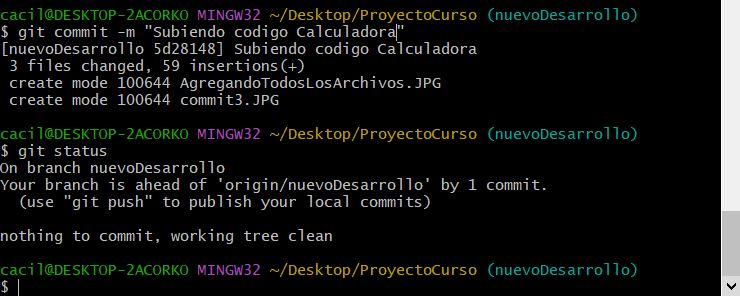 cacil@DESKTOP-2ACORKO MINGW32 ~/Desktop/ProyectoCurso (nuevoDesarrollo)
$ git commit -m "Subiendo codigo Calculadora"
[nuevoDesarrollo 5d28148] Subiendo codigo Calculadora
 3 files changed, 59 insertions(+)
 create mode 100644 AgregandoTodosLosArchivos.JPG
 create mode 100644 commit3.JPG
cacil@DESKTOP-2ACORKO MINGW32 ~/Desktop/ProyectoCurso (nuevoDesarrollo)
$ git status
On branch nuevoDesarrollo
Your branch is ahead of 'origin/nuevoDesarrollo' by 1 commit.
  (use "git push" to publish your local commits)
nothing to commit, working tree clean
cacil@DESKTOP-2ACORKO MINGW32 ~/Desktop/ProyectoCurso (nuevoDesarrollo)
$